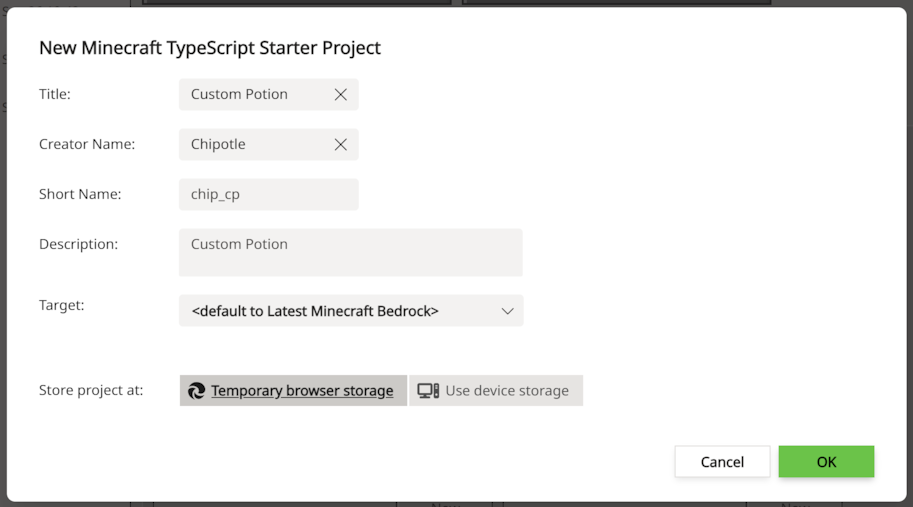 New Minecraft TypeScript Starter Project
Title: Custom Potion
Creator Name: Chipotle
Short Name: chip_cp
Description: Custom Potion
Target: <default to Latest Minecraft Bedrock>
Store project at: Temporary browser storage Use device storage
Cancel OK